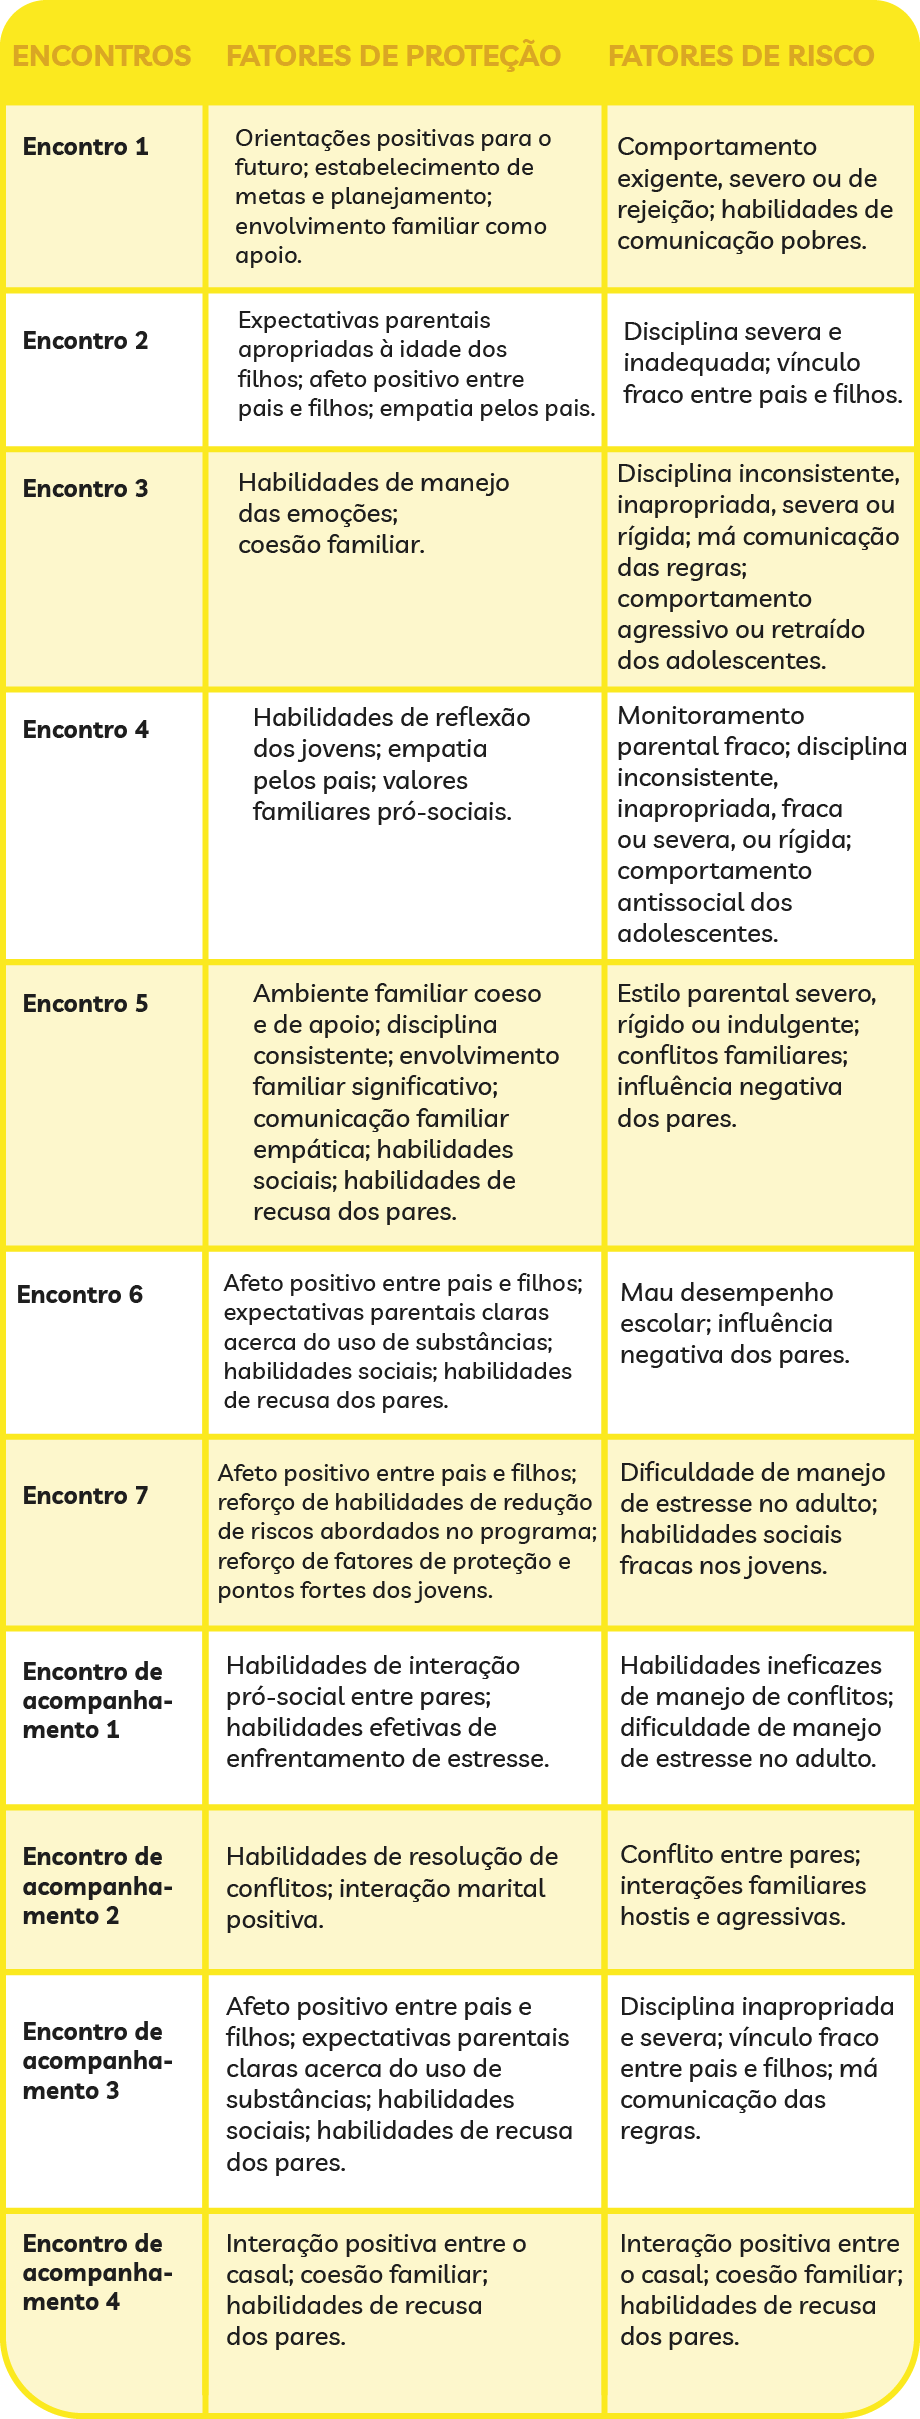 ENCONTROS FATORES DE PROTEÇÃO FATORES DE RISCO
Encontro 1
Orientações positivas para o
futuro; estabelecimento de
metas e planejamento;
envolvimento familiar como
apoio.
Comportamento
exigente, severo ou de
rejeição; habilidades de
comunicação pobres.
Encontro 2
Expectativas parentais
apropriadas à idade dos
filhos; afeto positivo entre
pais e filhos; empatia pelos pais.
Disciplina severa e
inadequada; vínculo
fraco entre pais e filhos.
Encontro 3
Habilidades de manejo
das emoções;
coesão familiar.
Disciplina inconsistente,
inapropriada, severa ou
rígida; má comunicação
das regras;
comportamento
agressivo ou retraído
dos adolescentes.
Encontro 4
Habilidades de reflexão
dos jovens; empatia
pelos pais; valores
familiares pró-sociais.
Monitoramento
parental fraco; disciplina
inconsistente,
inapropriada, fraca
ou severa, ou rígida;
comportamento
antissocial dos
adolescentes.
Encontro 5
Ambiente familiar coeso
e de apoio; disciplina
consistente; envolvimento
familiar significativo;
comunicação familiar
empática; habilidades
sociais; habilidades de
recusa dos pares.
Estilo parental severo,
rígido ou indulgente;
conflitos familiares;
influência negativa
dos pares.
Encontro 6
Afeto positivo entre pais e filhos;
expectativas parentais claras
acerca do uso de substâncias;
habilidades sociais; habilidades
de recusa dos pares.
Mau desempenho
escolar; influência
negativa dos pares.
Encontro 7
Afeto positivo entre pais e filhos;
reforço de habilidades de redução
de riscos abordados no programa;
reforço de fatores de proteção e
pontos fortes dos jovens.
Dificuldade de manejo
de estresse no adulto;
habilidades sociais
fracas nos jovens.
Encontro de
acompanha-
mento 1
Habilidades de interação
pró-social entre pares;
habilidades efetivas de
enfrentamento de estresse.
Habilidades ineficazes
de manejo de conflitos;
dificuldade de manejo
de estresse no adulto.
Encontro de
acompanha-
mento 2
Habilidades de resolução de
conflitos; interação marital
positiva.
Conflito entre pares;
interações familiares
hostis e agressivas.
Encontro de
acompanha-
mento 3
Afeto positivo entre pais e
filhos; expectativas parentais
claras acerca do uso de
substâncias; habilidades
sociais; habilidades de recusa
dos pares.
Disciplina inapropriada
e severa; vínculo fraco
entre pais e filhos; má
comunicação das
regras.
Encontro de
acompanha-
mento 4
Interação positiva entre o
casal; coesão familiar;
habilidades de recusa
dos pares.
Interação positiva entre
o casal; coesão familiar;
habilidades de recusa
dos pares.